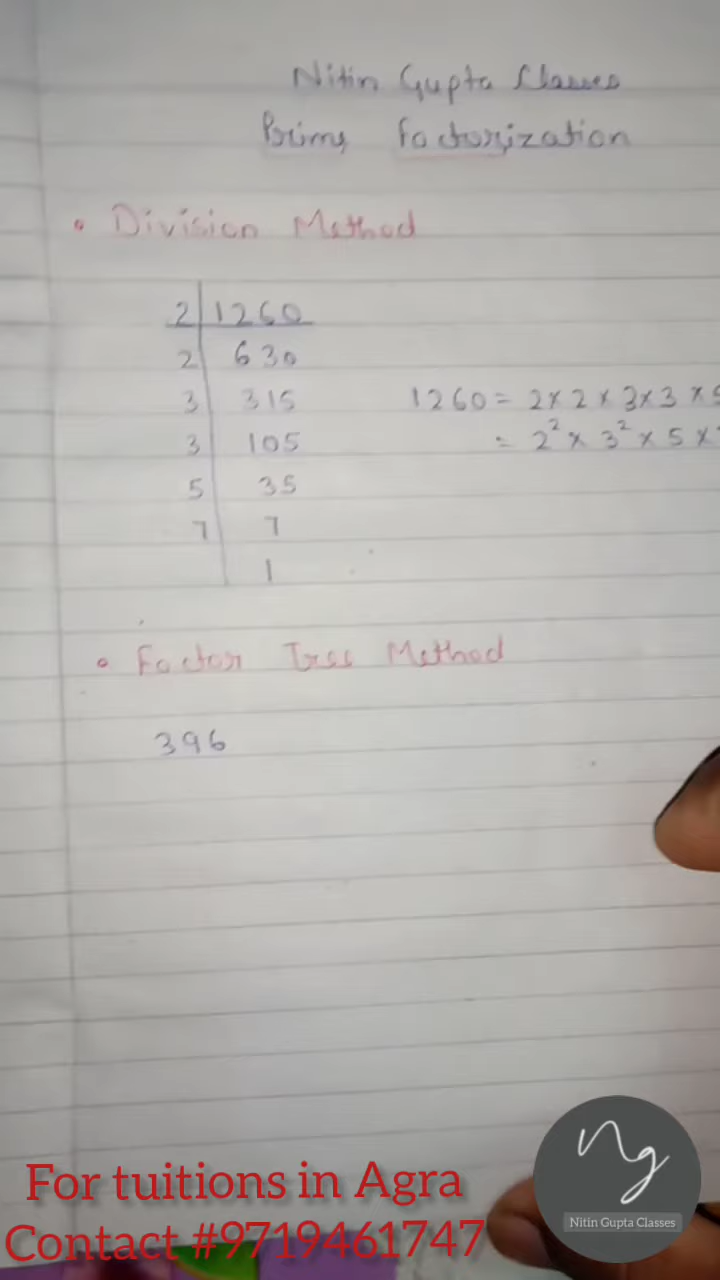 Nitin Gupta Classes
Prime Factorization
• Division Method
2 | 1260
2 | 630
3 | 315
3 | 105
5 | 35
7 | 7
1
1260 = 2 x 2 x 3 x 3 x 5
= 2² x 3² x 5 x
• Factor Tree Method
396
For tuitions in Agra
Contact #9719461747
ng
Nitin Gupta Classes